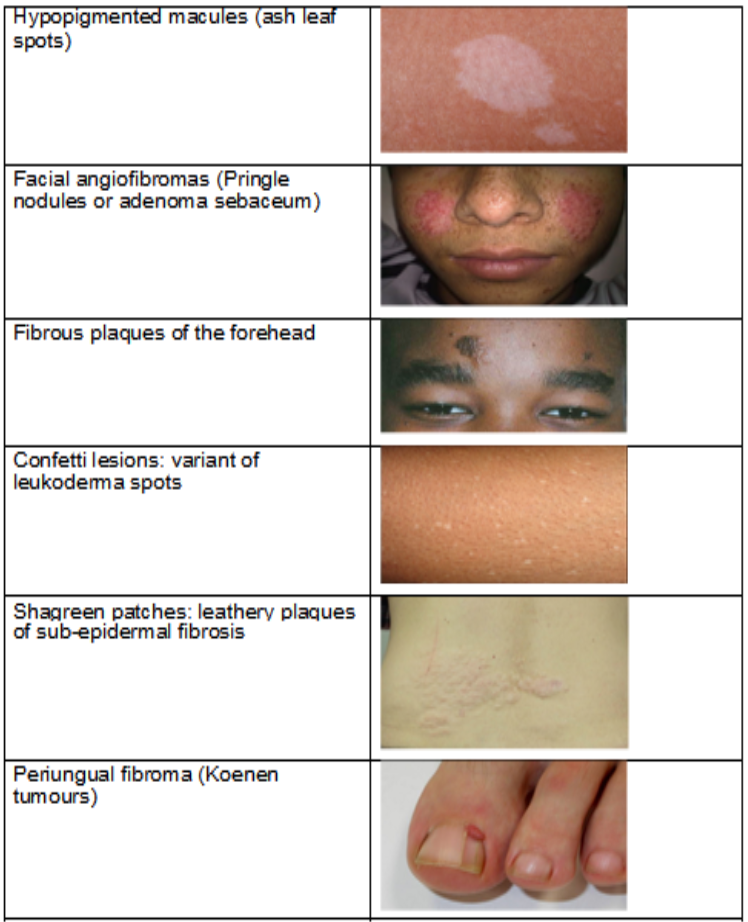 Hypopigmented macules (ash leaf
spots)
Facial angiofibromas (Pringle
nodules or adenoma sebaceum)
Fibrous plaques of the forehead
Confetti lesions: variant of
leukoderma spots
Shagreen patches: leathery plaques
of sub-epidermal fibrosis
Periungual fibroma (Koenen
tumours)